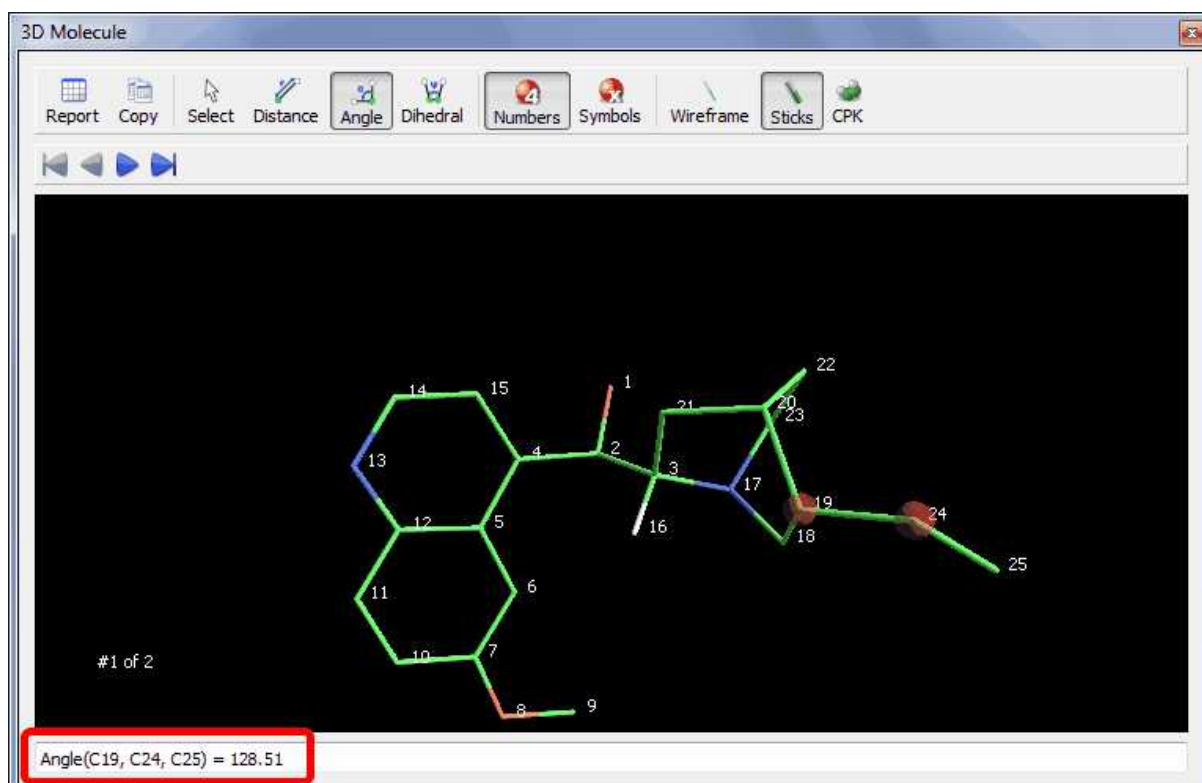 3D Molecule
Report Copy Select Distance Angle Dihedral Numbers Symbols Wireframe Sticks CPK
4 x
22
14 15 1 21 20
23
4 2
13 3 17
19 24
12 5 16 18
25
11 6
10 7
#1 of 2
8 9
Angle(C19, C24, C25) = 128.51